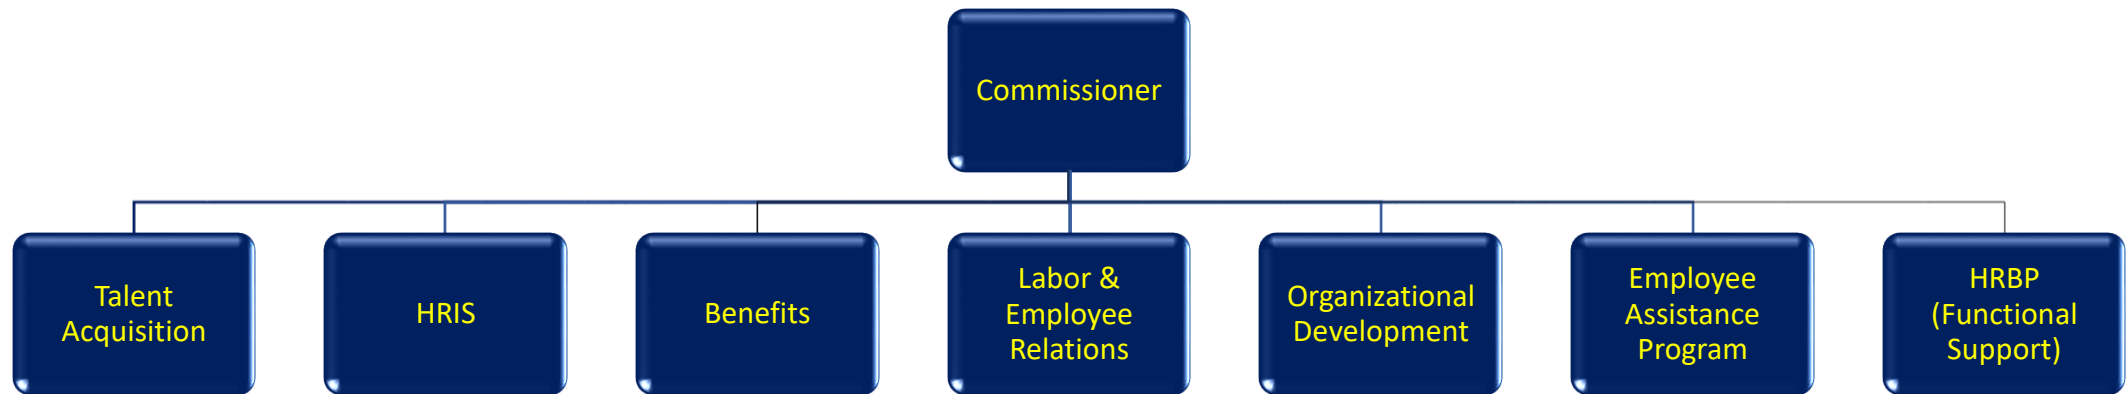 Commissioner
Talent
Acquisition
HRIS
Benefits
Labor &
Employee
Relations
Organizational
Development
Employee
Assistance
Program
HRBP
(Functional
Support)